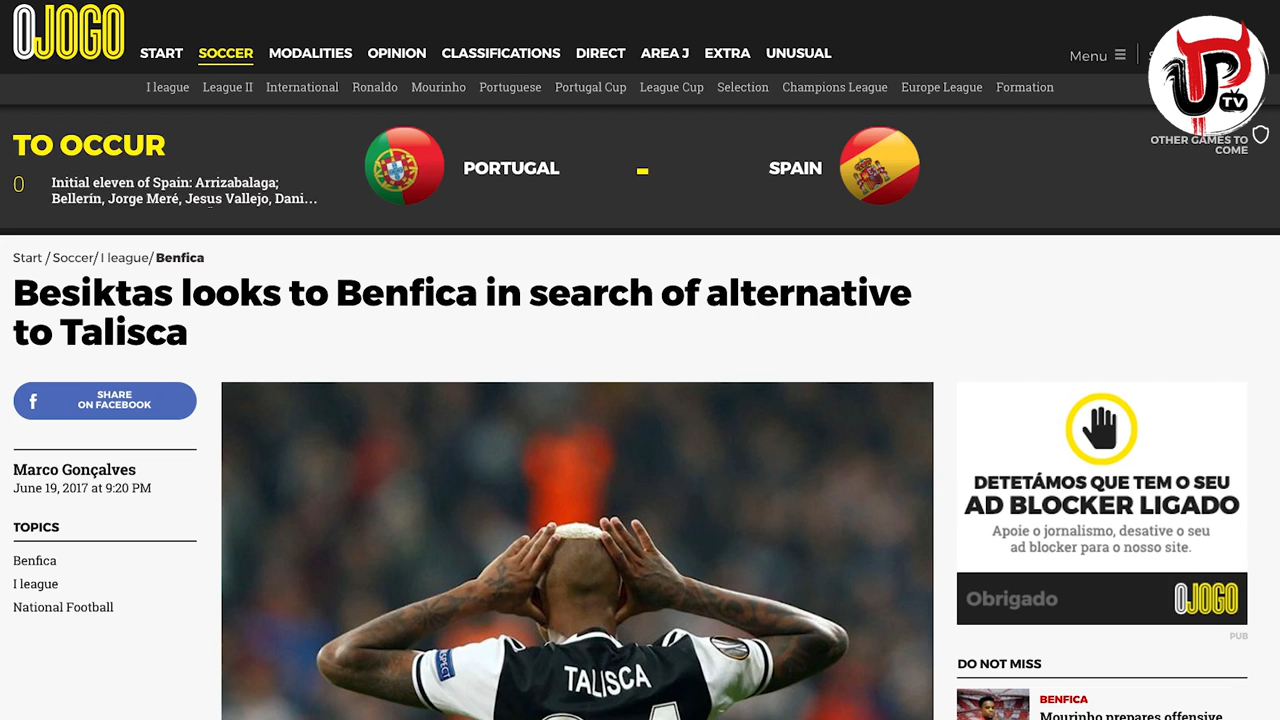 OJOGO
START SOCCER MODALITIES OPINION CLASSIFICATIONS DIRECT AREA J EXTRA UNUSUAL
Menu
UP
TV
I league League II International Ronaldo Mourinho Portuguese Portugal Cup League Cup Selection Champions League Europe League Formation
TO OCCUR
0 Initial eleven of Spain: Arrizabalaga;
Bellerín, Jorge Meré, Jesus Vallejo, Dani...
PORTUGAL - SPAIN
OTHER GAMES TO
COME
Start / Soccer/ I league/ Benfica
Besiktas looks to Benfica in search of alternative
to Talisca
f SHARE
ON FACEBOOK
Marco Gonçalves
June 19, 2017 at 9:20 PM
TOPICS
Benfica
I league
National Football
RESPECT
TALISCA
DETETÁMOS QUE TEM O SEU
AD BLOCKER LIGADO
Apoie o jornalismo, desative o seu
ad blocker para o nosso site.
Obrigado OJOGO
PUB
DO NOT MISS
BENFICA
Mourinho prepares offensive